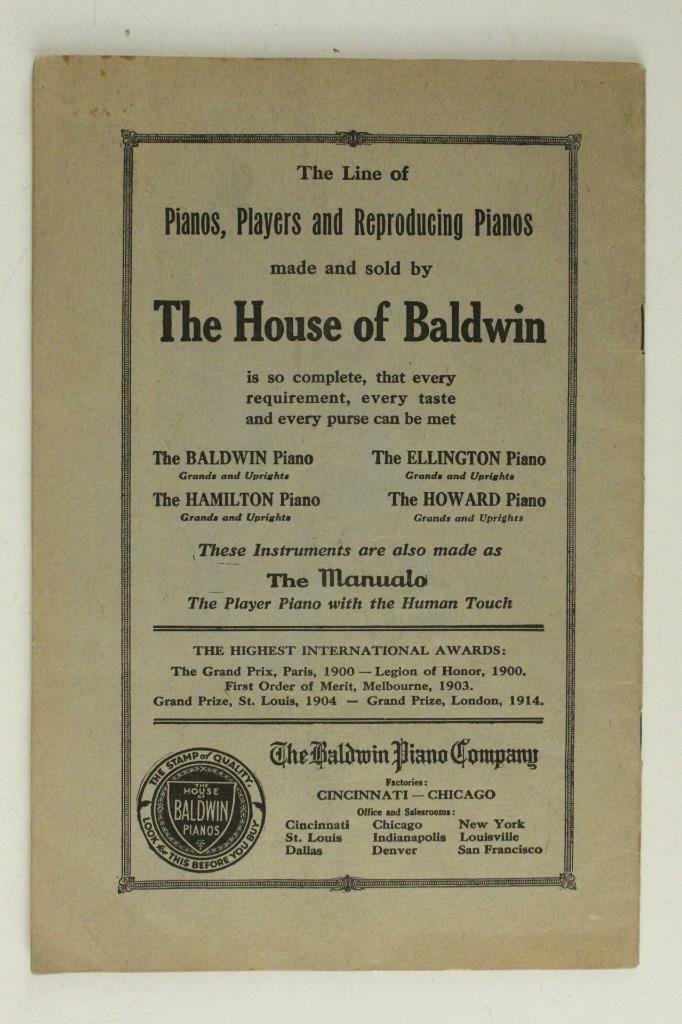 The Line of
Pianos, Players and Reproducing Pianos
made and sold by
The House of Baldwin
is so complete, that every
requirement, every taste
and every purse can be met
The BALDWIN Piano
Grands and Uprights
The ELLINGTON Piano
Grands and Uprights
The HAMILTON Piano
Grands and Uprights
The HOWARD Piano
Grands and Uprights
These Instruments are also made as
The Manualo
The Player Piano with the Human Touch
THE HIGHEST INTERNATIONAL AWARDS:
The Grand Prix, Paris, 1900 — Legion of Honor, 1900.
First Order of Merit, Melbourne, 1903.
Grand Prize, St. Louis, 1904 — Grand Prize, London, 1914.
THE STAMP of QUALITY.
THE
HOUSE
of
BALDWIN
PIANOS
LOOK for THIS BEFORE YOU BUY
The Baldwin Piano Company
Factories:
CINCINNATI — CHICAGO
Office and Salesrooms:
Cincinnati Chicago New York
St. Louis Indianapolis Louisville
Dallas Denver San Francisco